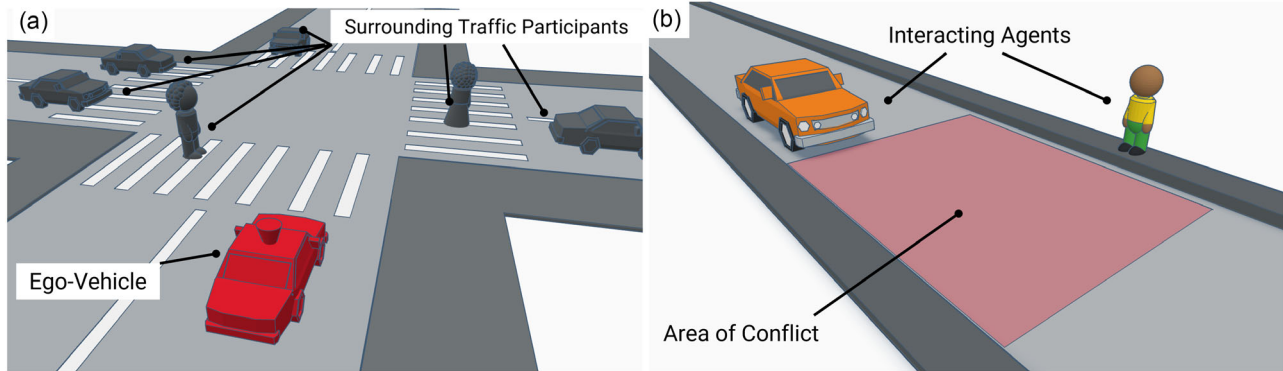 (a)
Surrounding Traffic Participants
Ego-Vehicle
(b)
Interacting Agents
Area of Conflict